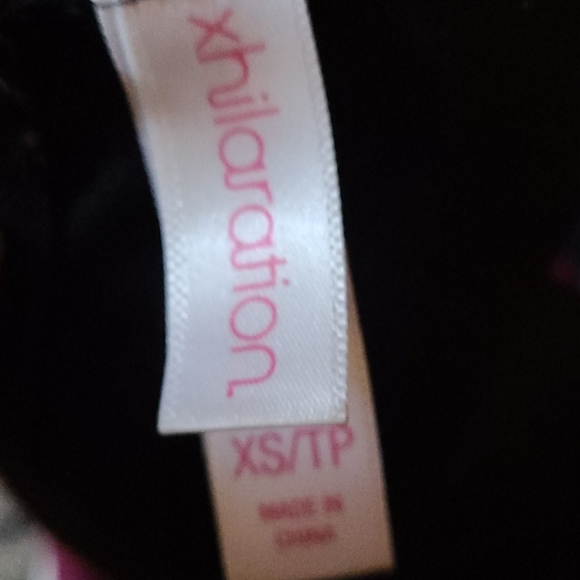 xhilaration
XS/TP
MADE IN
CHINA